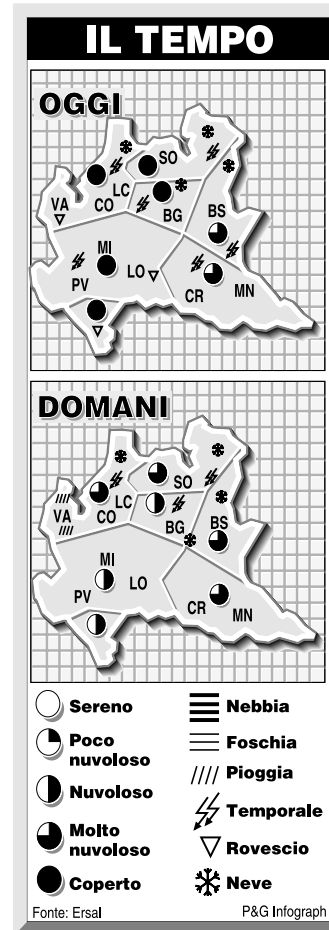 IL TEMPO
OGGI
SO
LC
VA
CO
BG
BS
MI
LO
PV
CR
MN
DOMANI
SO
LC
VA
CO
BG
BS
MI
LO
PV
CR
MN
Sereno
Nebbia
Poco
nuvoloso
Foschia
Pioggia
Nuvoloso
Temporale
Molto
nuvoloso
Rovescio
Coperto
Neve
Fonte: Ersal
P&G Infograph